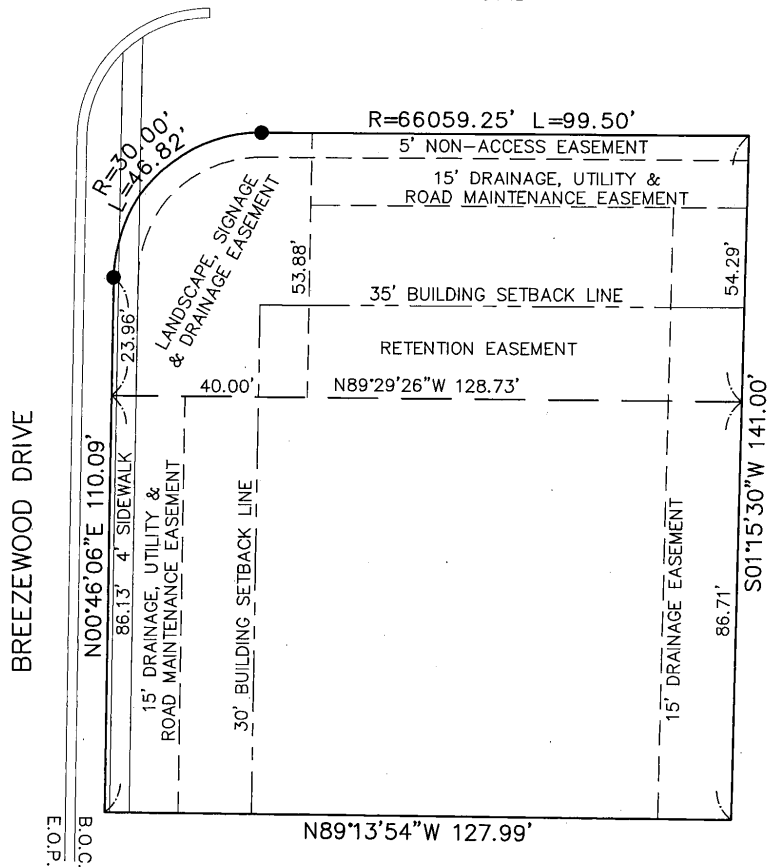 R=66059.25' L=99.50'
5' NON-ACCESS EASEMENT
R=30.00'
L=46.82'
15' DRAINAGE, UTILITY &
ROAD MAINTENANCE EASEMENT
LANDSCAPE, SIGNAGE
& DRAINAGE EASEMENT
53.88'
54.29'
23.96'
35' BUILDING SETBACK LINE
RETENTION EASEMENT
40.00'
N89°29'26"W 128.73'
BREEZEWOOD DRIVE
N00°46'06"E 110.09'
86.13'
4' SIDEWALK
15' DRAINAGE, UTILITY &
ROAD MAINTENANCE EASEMENT
30' BUILDING SETBACK LINE
15' DRAINAGE EASEMENT
86.71'
S01°15'30"W 141.00'
N89°13'54"W 127.99'
B.O.C.
E.O.P.